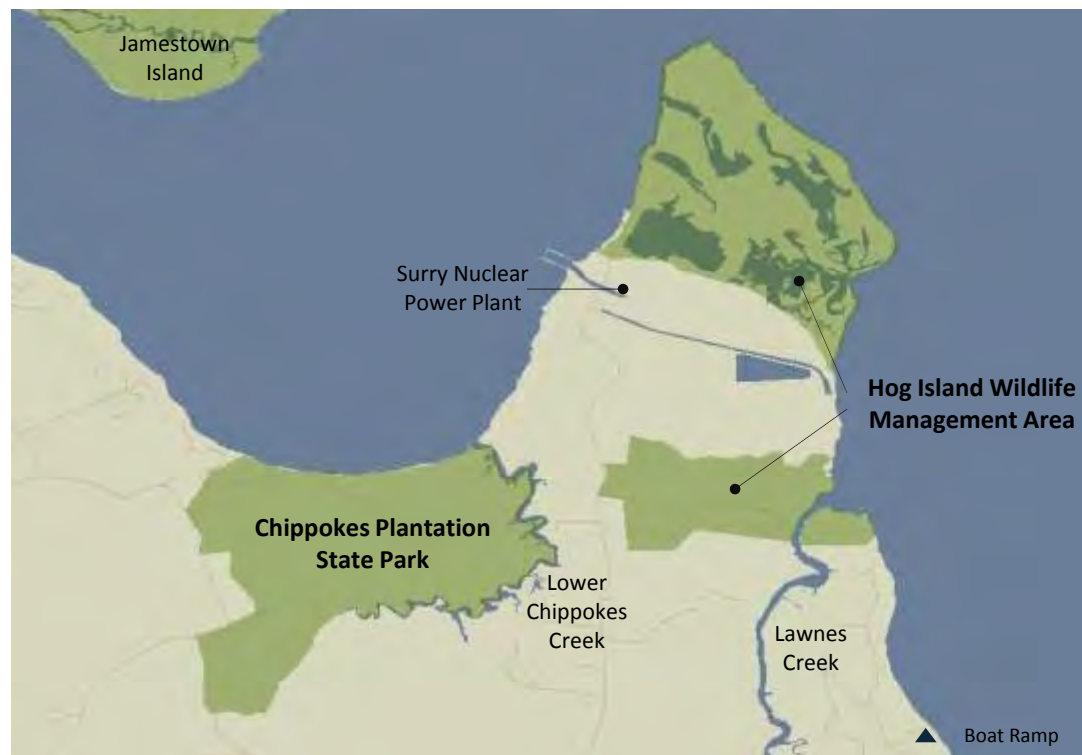 Jamestown
Island
Surry Nuclear
Power Plant
Hog Island Wildlife
Management Area
Chippokes Plantation
State Park
Lower
Chippokes
Creek
Lawnes
Creek
Boat Ramp